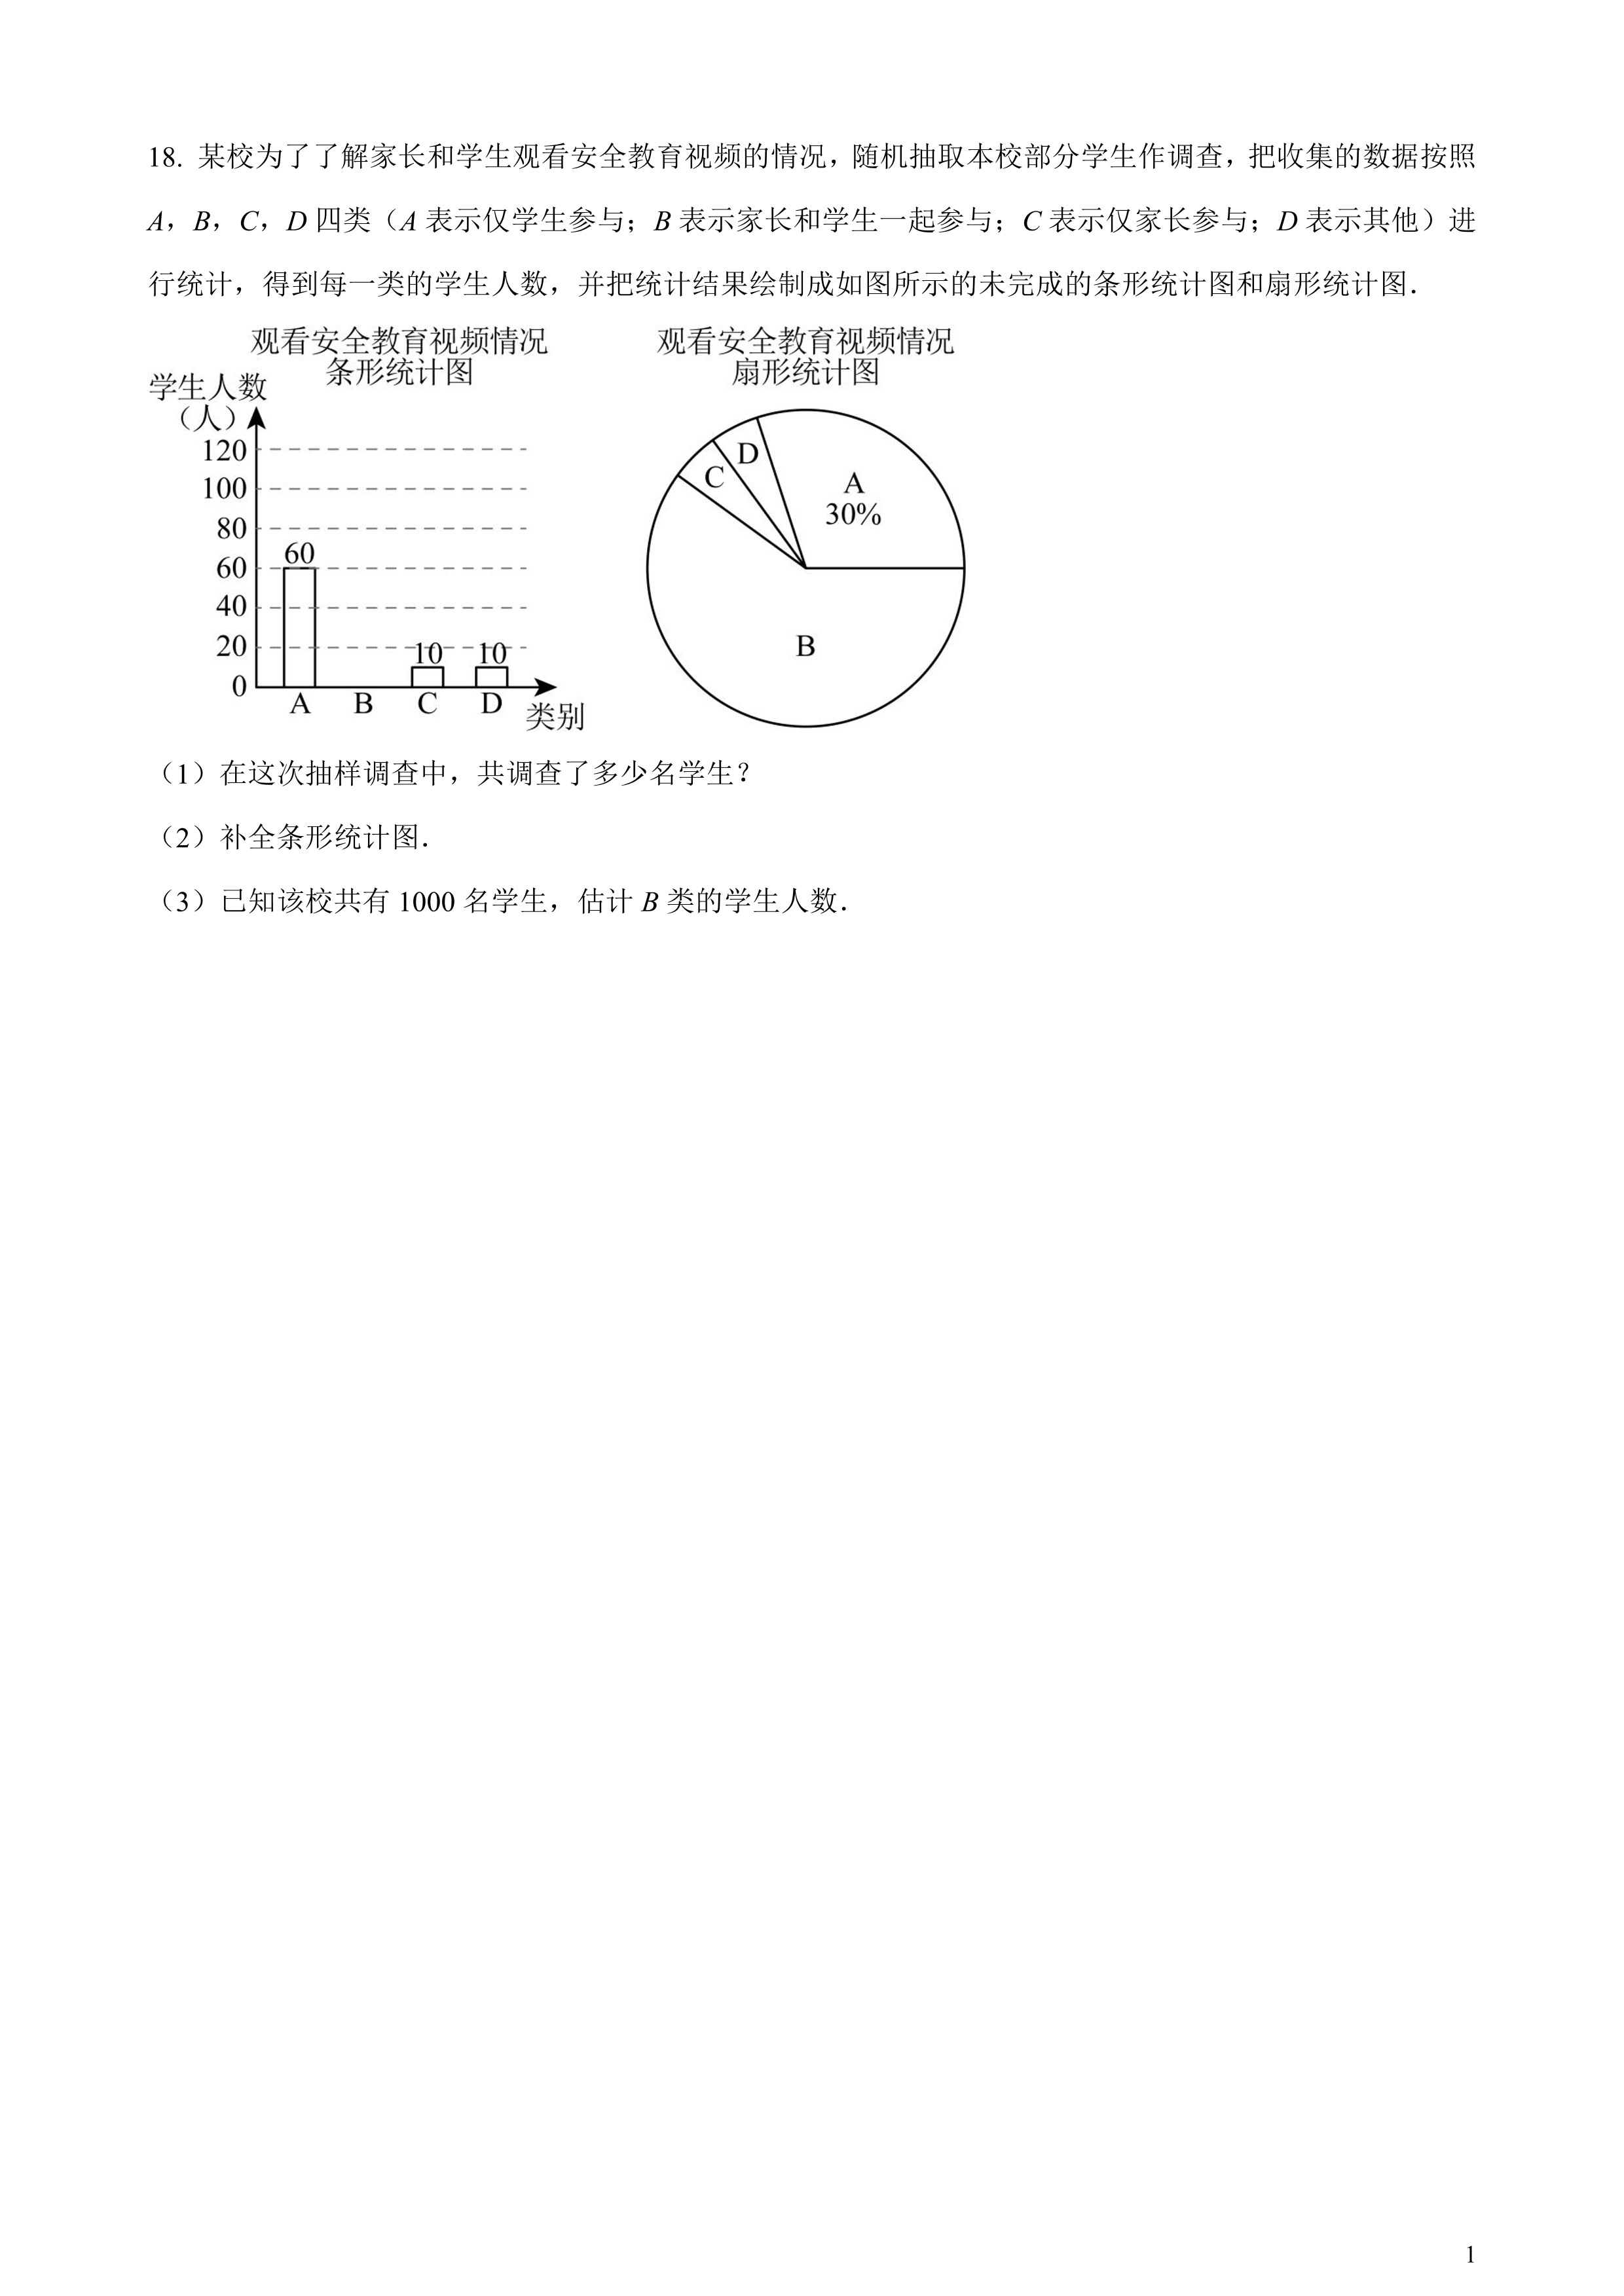 18. 某校为了了解家长和学生观看安全教育视频的情况，随机抽取本校部分学生作调查，把收集的数据按照
A，B，C，D 四类（A 表示仅学生参与；B 表示家长和学生一起参与；C 表示仅家长参与；D 表示其他）进
行统计，得到每一类的学生人数，并把统计结果绘制成如图所示的未完成的条形统计图和扇形统计图．
观看安全教育视频情况
条形统计图
学生人数
（人）
120
100
80
60
40
20
0
60
10
10
A
B
C
D
类别
观看安全教育视频情况
扇形统计图
A
30%
D
C
B
（1）在这次抽样调查中，共调查了多少名学生？
（2）补全条形统计图．
（3）已知该校共有 1000 名学生，估计 B 类的学生人数．
1